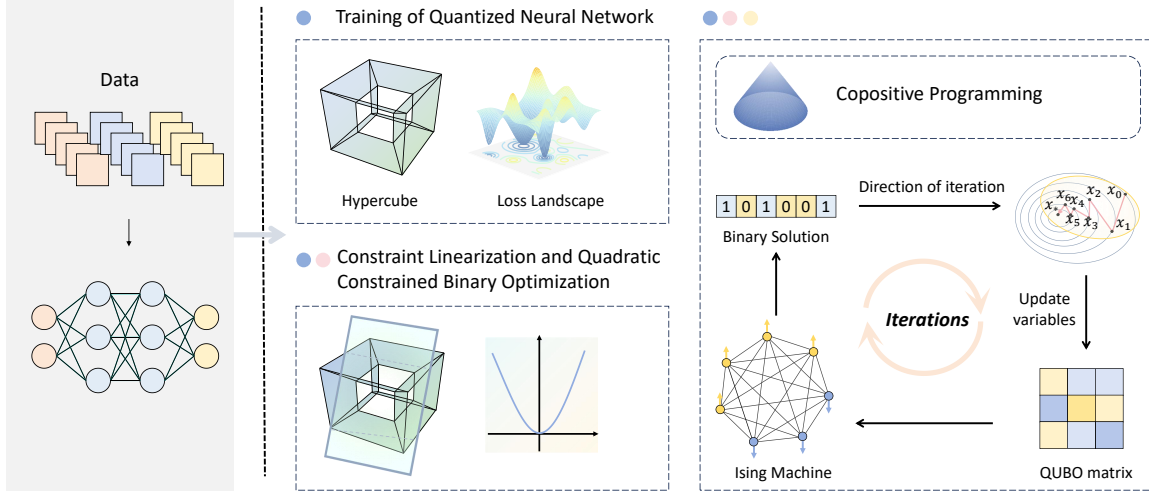 Data
Training of Quantized Neural Network
Hypercube
Loss Landscape
Constraint Linearization and Quadratic
Constrained Binary Optimization
Copositive Programming
1 0 1 0 0 1
Binary Solution
Direction of iteration
x₆ x₂ x₀
x* x₄
x₅ x₃ x₁
Update
variables
Iterations
Ising Machine
QUBO matrix